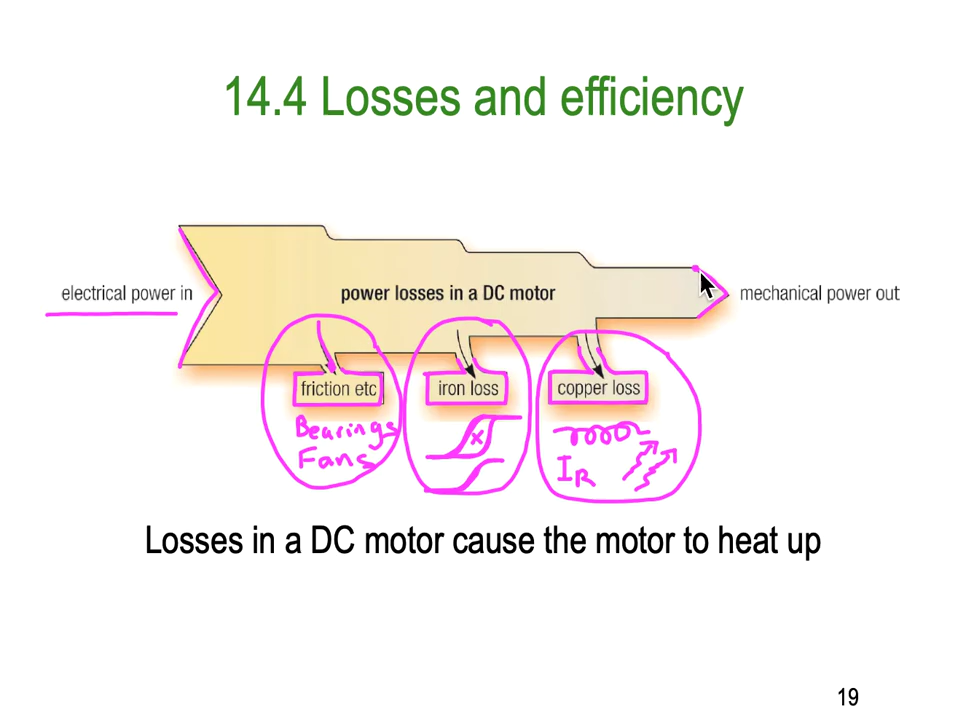 14.4 Losses and efficiency
electrical power in
power losses in a DC motor
mechanical power out
friction etc
iron loss
copper loss
Bearings
Fans
x
IR
Losses in a DC motor cause the motor to heat up
19